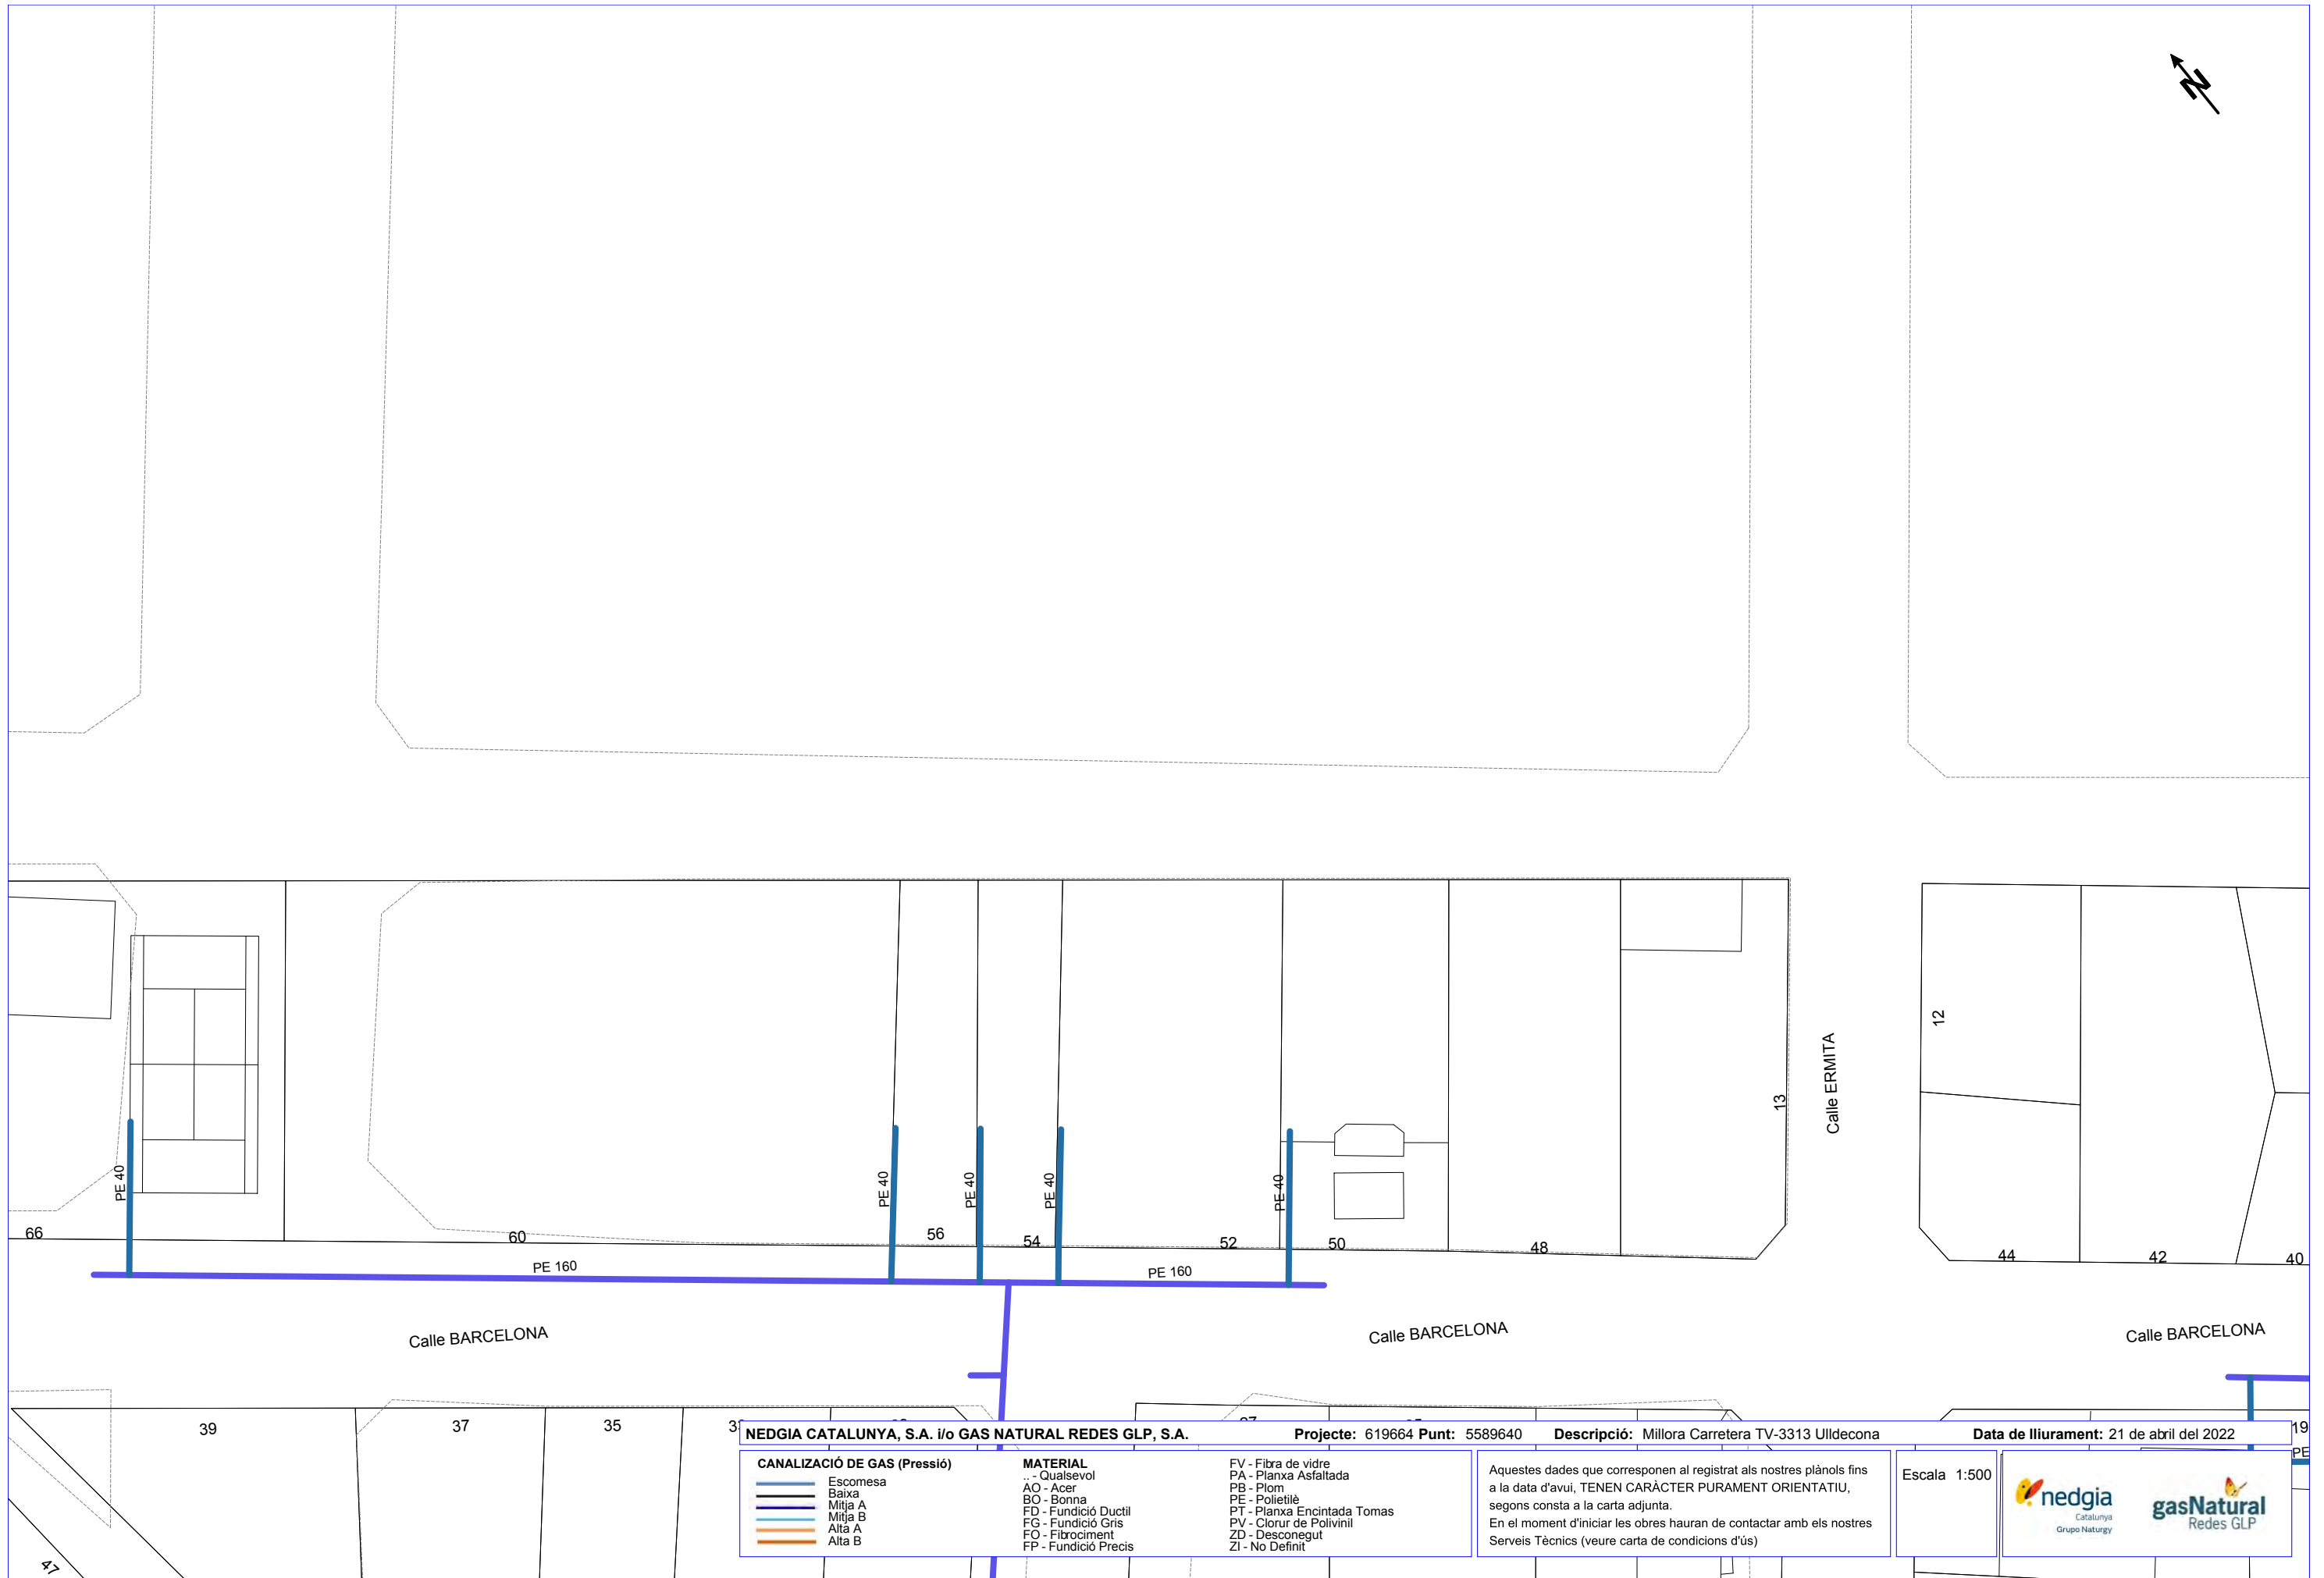 N
12
Calle ERMITA
13
PE 40
PE 40
PE 40
PE 40
PE 40
66
60
56
54
52
50
48
44
42
40
PE 160
PE 160
Calle BARCELONA
Calle BARCELONA
Calle BARCELONA
39
37
35
19
PE
47
NEDGIA CATALUNYA, S.A. i/o GAS NATURAL REDES GLP, S.A.
Projecte: 619664 Punt: 5589640
Descripció: Millora Carretera TV-3313 Ulldecona
Data de lliurament: 21 de abril del 2022
CANALIZACIÓ DE GAS (Pressió)
Escomesa
Baixa
Mitja A
Mitja B
Alta A
Alta B
MATERIAL
.. - Qualsevol
AO - Acer
BO - Bonna
FD - Fundició Ductil
FG - Fundició Gris
FO - Fibrociment
FP - Fundició Precis
FV - Fibra de vidre
PA - Planxa Asfaltada
PB - Plom
PE - Polietilè
PT - Planxa Encintada Tomas
PV - Clorur de Polivinil
ZD - Desconegut
ZI - No Definit
Aquestes dades que corresponen al registrat als nostres plànols fins
a la data d'avui, TENEN CARÀCTER PURAMENT ORIENTATIU,
segons consta a la carta adjunta.
En el moment d'iniciar les obres hauran de contactar amb els nostres
Serveis Tècnics (veure carta de condicions d'ús)
Escala 1:500
nedgia
Catalunya
Grupo Naturgy
gasNatural
Redes GLP